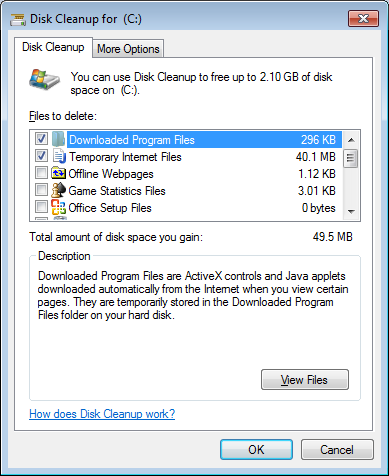 Disk Cleanup for (C:)
Disk Cleanup
More Options
You can use Disk Cleanup to free up to 2.10 GB of disk
space on (C:).
Files to delete:
Downloaded Program Files 296 KB
Temporary Internet Files 40.1 MB
Offline Webpages 1.12 KB
Game Statistics Files 3.01 KB
Office Setup Files 0 bytes
Total amount of disk space you gain: 49.5 MB
Description
Downloaded Program Files are ActiveX controls and Java applets
downloaded automatically from the Internet when you view certain
pages. They are temporarily stored in the Downloaded Program
Files folder on your hard disk.
View Files
How does Disk Cleanup work?
OK
Cancel